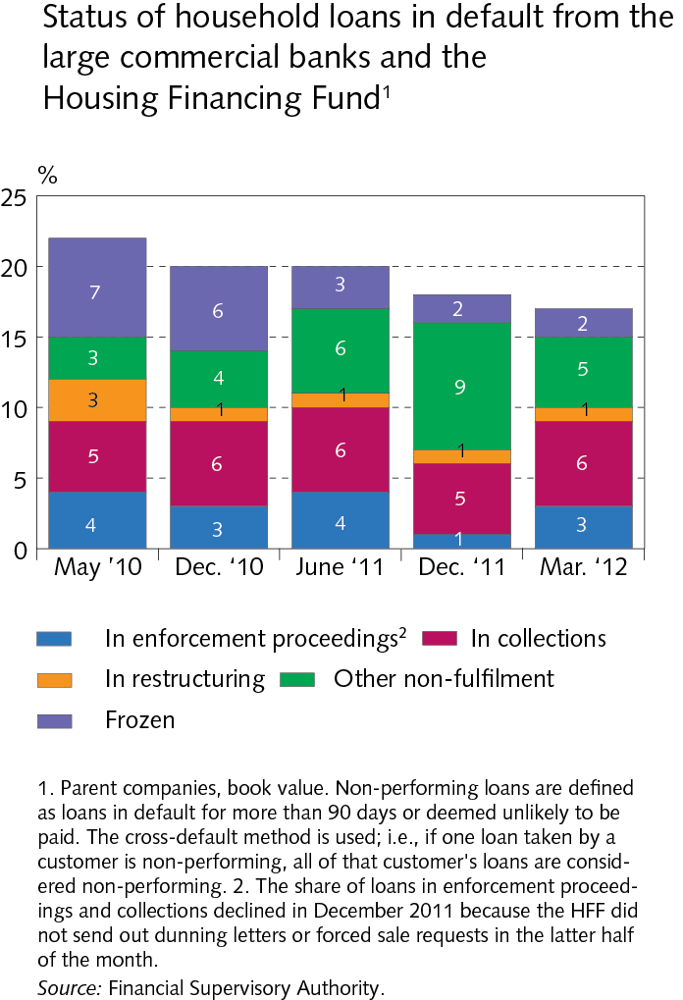 Status of household loans in default from the
large commercial banks and the
Housing Financing Fund¹
%
25
20
15
10
5
0
7
3
3
5
4
6
4
1
6
3
3
6
1
6
4
2
9
1
5
1
2
5
1
6
3
May ’10 Dec. ‘10 June ‘11 Dec. ‘11 Mar. ‘12
In enforcement proceedings² In collections
In restructuring Other non-fulfilment
Frozen
1. Parent companies, book value. Non-performing loans are defined
as loans in default for more than 90 days or deemed unlikely to be
paid. The cross-default method is used; i.e., if one loan taken by a
customer is non-performing, all of that customer's loans are consid-
ered non-performing. 2. The share of loans in enforcement proceed-
ings and collections declined in December 2011 because the HFF did
not send out dunning letters or forced sale requests in the latter half
of the month.
Source: Financial Supervisory Authority.